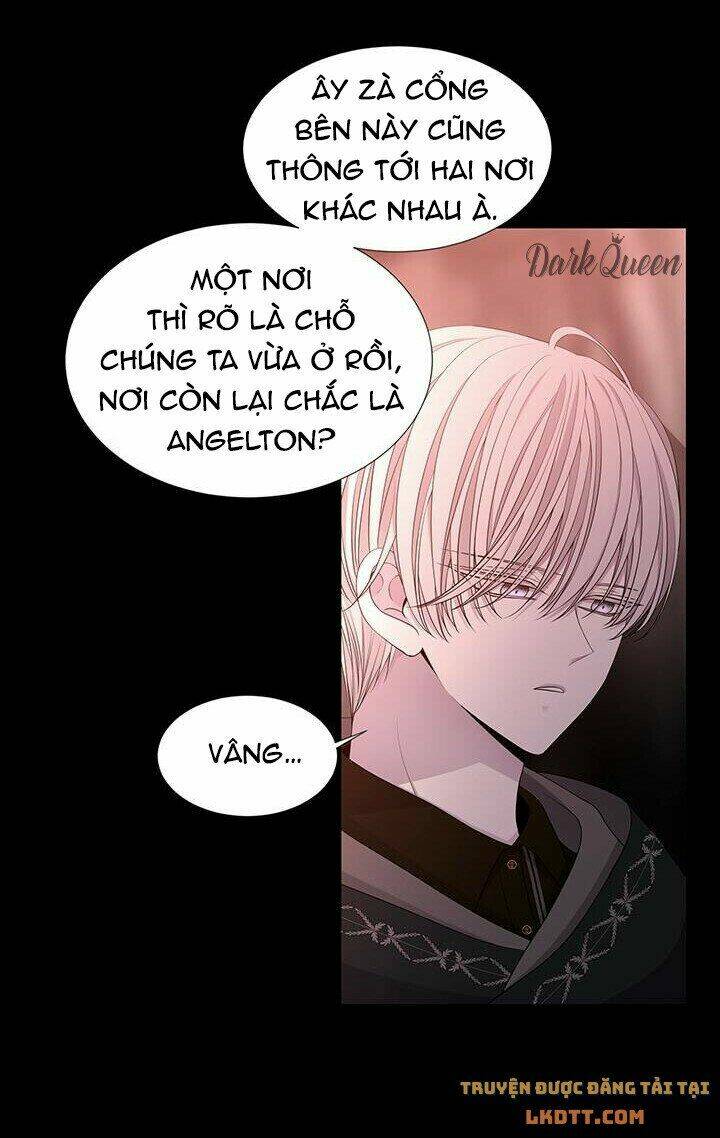 ÂY ZÀ CỔNG
BÊN NÀY CŨNG
THÔNG TỚI HAI NƠI
KHÁC NHAU À.
DarkQueen
MỘT NƠI
THÌ RÕ LÀ CHỖ
CHÚNG TA VỪA Ở RỒI,
NƠI CÒN LẠI CHẮC LÀ
ANGELTON?
VÂNG...
TRUYỆN ĐƯỢC ĐĂNG TẢI TẠI
LKDTT.COM